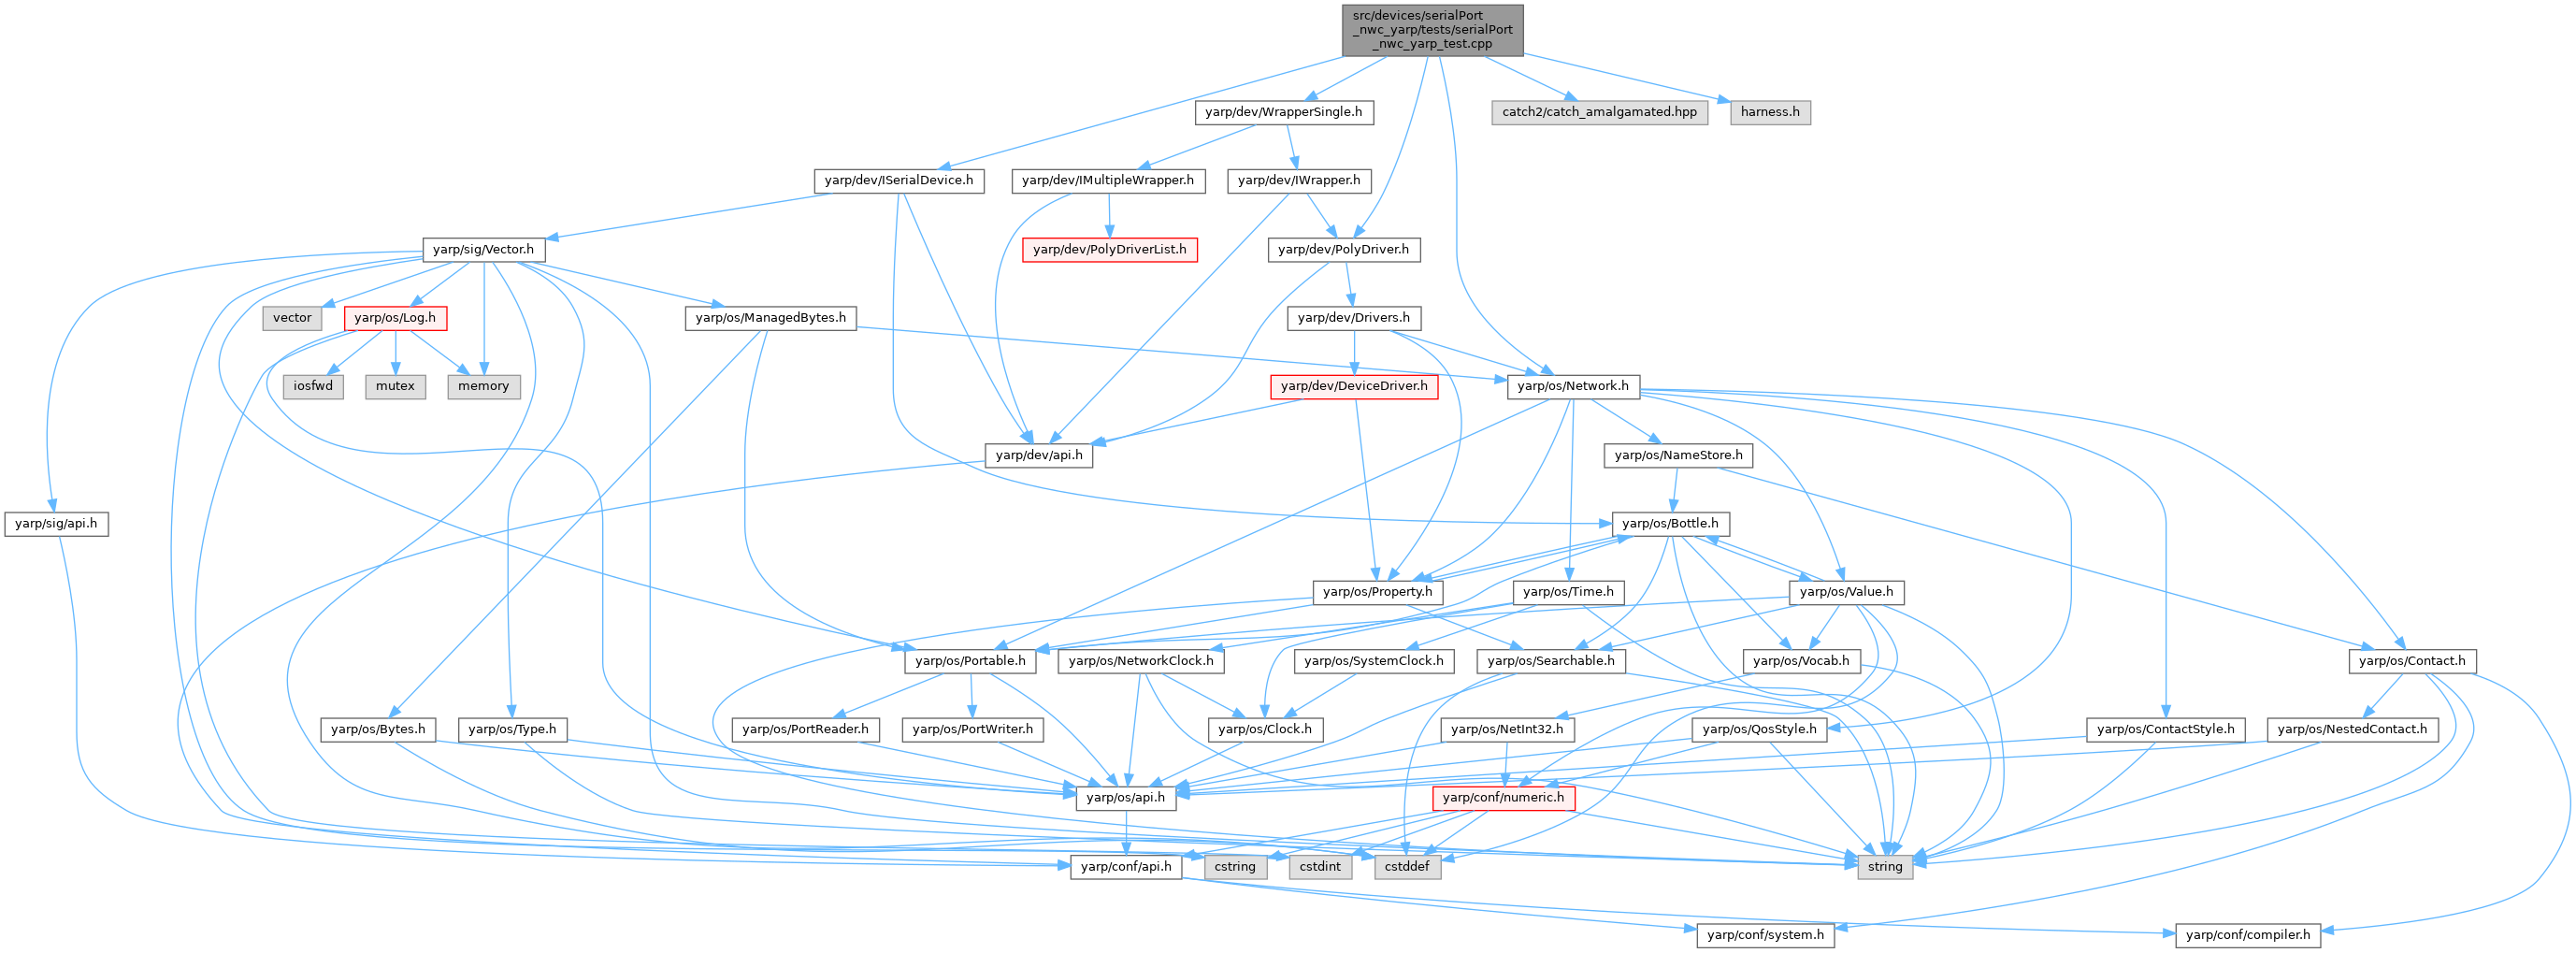 src/devices/serialPort
_nwc_yarp/tests/serialPort
_nwc_yarp_test.cpp
yarp/dev/WrapperSingle.h
catch2/catch_amalgamated.hpp
harness.h
yarp/dev/ISerialDevice.h
yarp/dev/IMultipleWrapper.h
yarp/dev/IWrapper.h
yarp/sig/Vector.h
yarp/dev/PolyDriverList.h
yarp/dev/PolyDriver.h
vector
yarp/os/Log.h
yarp/os/ManagedBytes.h
yarp/dev/Drivers.h
iosfwd
mutex
memory
yarp/dev/DeviceDriver.h
yarp/os/Network.h
yarp/dev/api.h
yarp/os/NameStore.h
yarp/sig/api.h
yarp/os/Bottle.h
yarp/os/Property.h
yarp/os/Time.h
yarp/os/Value.h
yarp/os/Portable.h
yarp/os/NetworkClock.h
yarp/os/SystemClock.h
yarp/os/Searchable.h
yarp/os/Vocab.h
yarp/os/Contact.h
yarp/os/Bytes.h
yarp/os/Type.h
yarp/os/PortReader.h
yarp/os/PortWriter.h
yarp/os/Clock.h
yarp/os/NetInt32.h
yarp/os/QosStyle.h
yarp/os/ContactStyle.h
yarp/os/NestedContact.h
yarp/os/api.h
yarp/conf/numeric.h
yarp/conf/api.h
cstring
cstdint
cstddef
string
yarp/conf/system.h
yarp/conf/compiler.h